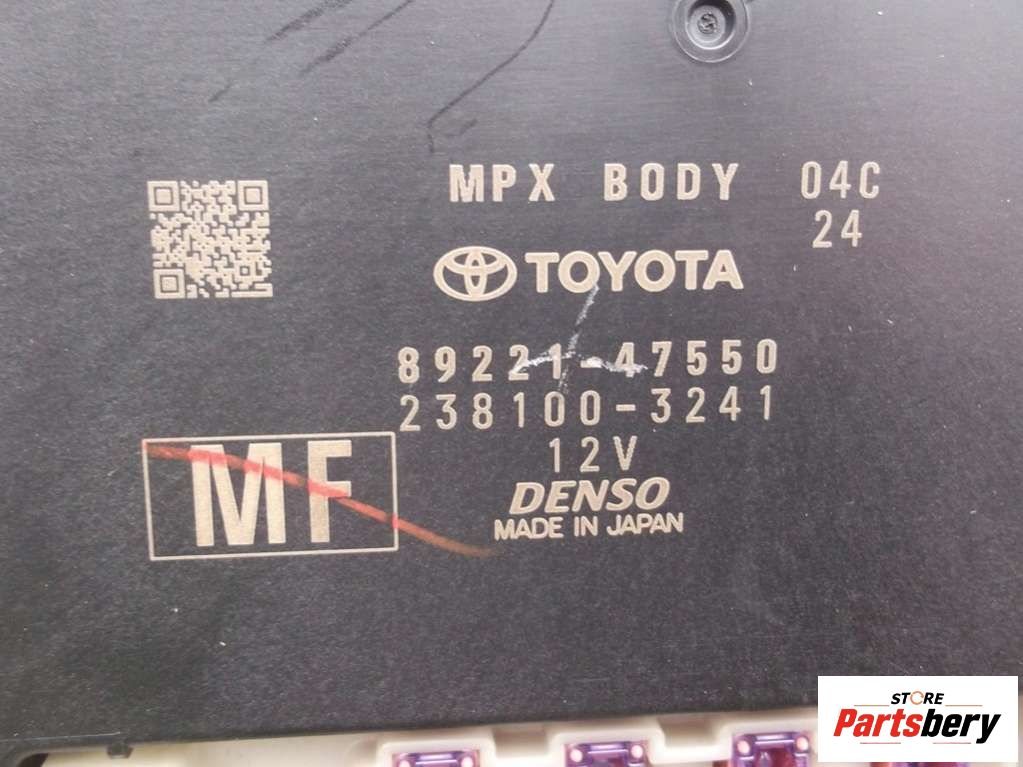 MPX BODY 04C
24
TOYOTA
89221-47550
238100-3241
12V
MF
DENSO
MADE IN JAPAN
STORE
Partsbery